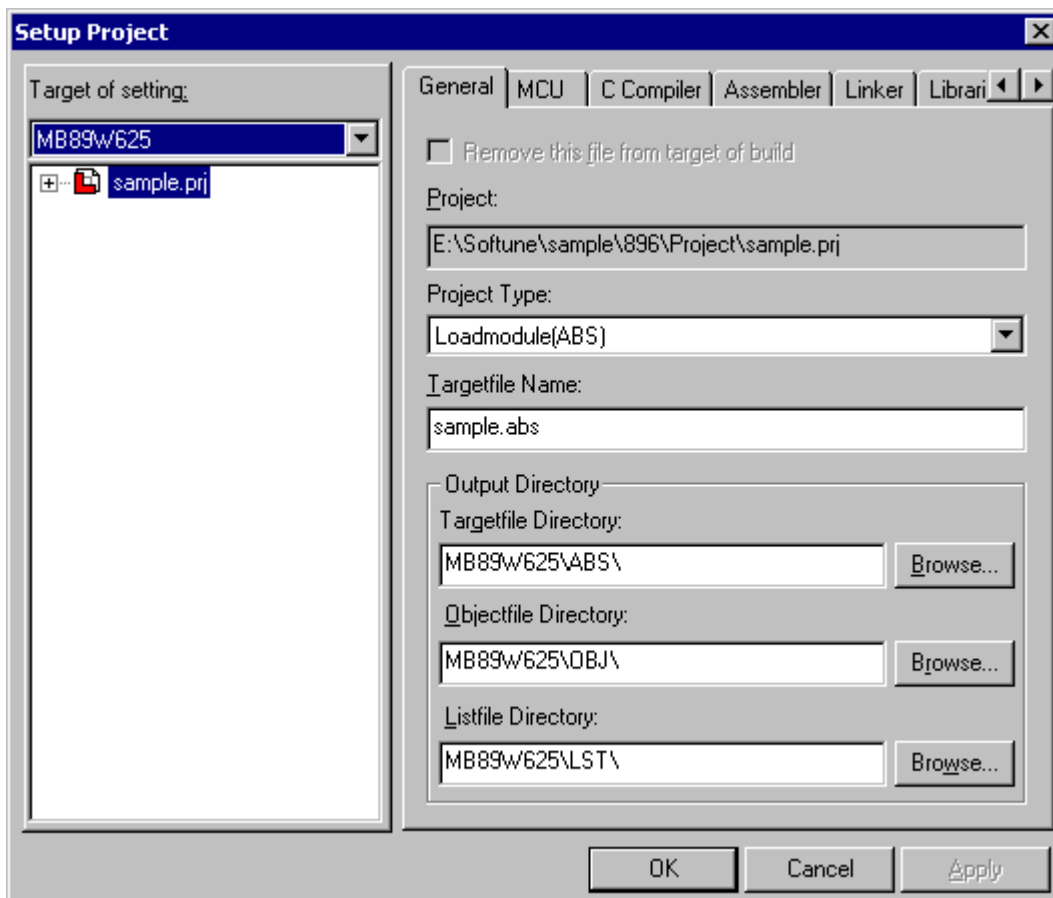 Setup Project
Target of setting:
MB89W625
sample.prj
General MCU C Compiler Assembler Linker Librari
Remove this file from target of build
Project:
E:\Softune\sample\896\Project\sample.prj
Project Type:
Loadmodule(ABS)
Targetfile Name:
sample.abs
Output Directory
Targetfile Directory:
MB89W625\ABS\
Browse...
Objectfile Directory:
MB89W625\OBJ\
Browse...
Listfile Directory:
MB89W625\LST\
Browse...
OK Cancel Apply